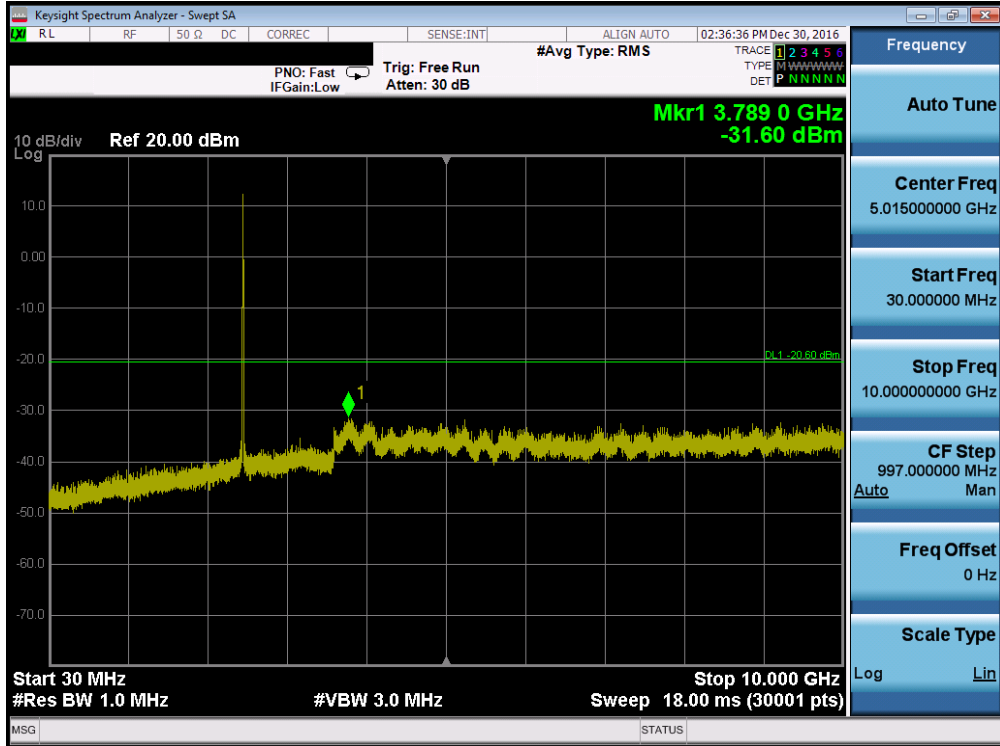 Keysight Spectrum Analyzer - Swept SA
LXI RL RF 50 Ω DC CORREC SENSE:INT ALIGN AUTO 02:36:36 PM Dec 30, 2016
#Avg Type: RMS TRACE 1 2 3 4 5 6
PNO: Fast Trig: Free Run TYPE M WWWWW
IFGain:Low Atten: 30 dB DET P N N N N N
Mkr1 3.789 0 GHz
-31.60 dBm
10 dB/div Ref 20.00 dBm
Log
10.0
0.00
-10.0
-20.0
DL1 -20.60 dBm
-30.0
1
-40.0
-50.0
-60.0
-70.0
Start 30 MHz Stop 10.000 GHz
#Res BW 1.0 MHz #VBW 3.0 MHz Sweep 18.00 ms (30001 pts)
MSG STATUS
Frequency
Auto Tune
Center Freq
5.015000000 GHz
Start Freq
30.000000 MHz
Stop Freq
10.000000000 GHz
CF Step
997.000000 MHz
Auto Man
Freq Offset
0 Hz
Scale Type
Log Lin